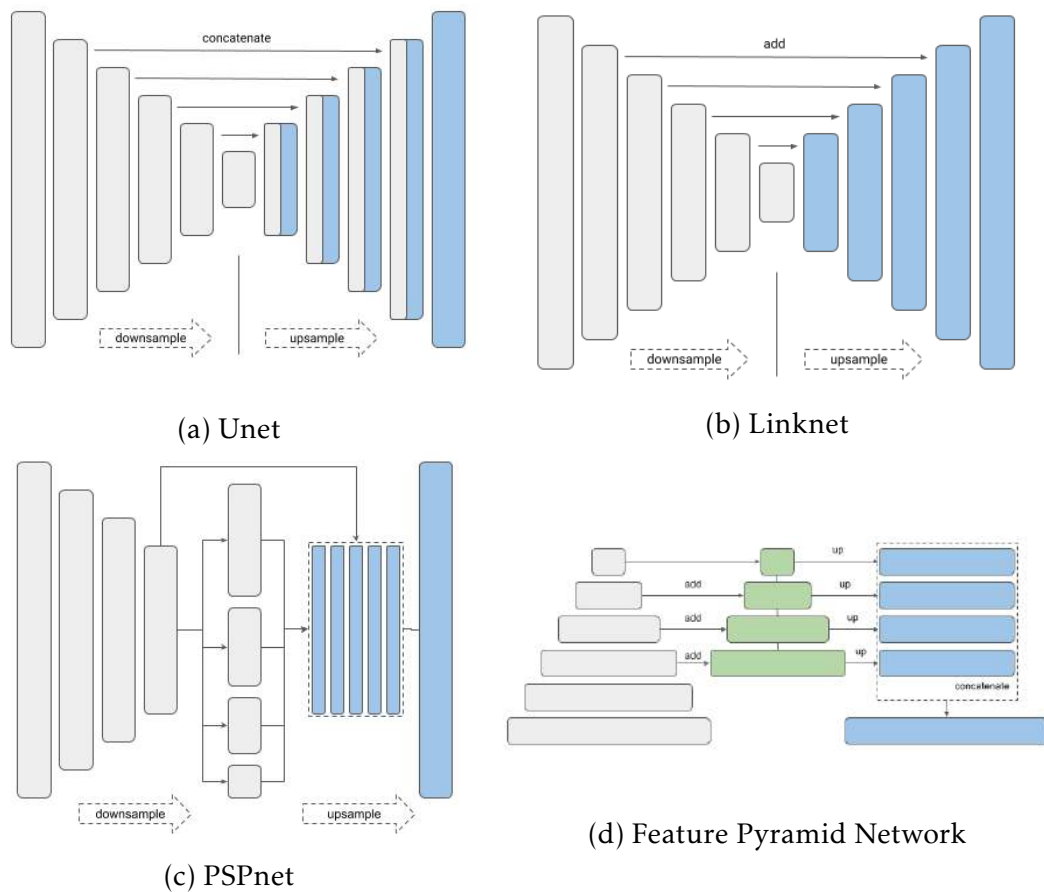 concatenate
downsample
upsample
(a) Unet
add
downsample
upsample
(b) Linknet
downsample
upsample
(c) PSPnet
up
add
up
add
up
add
up
concatenate
(d) Feature Pyramid Network